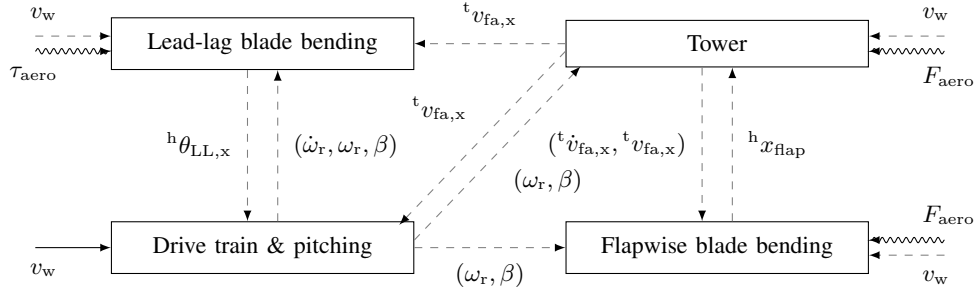 v_w
^t v_fa,x
v_w
Lead-lag blade bending
Tower
τ_aero
F_aero
^t v_fa,x
^h θ_LL,x
(ω̇_r, ω_r, β)
(^t v̇_fa,x, ^t v_fa,x)
^h x_flap
(ω_r, β)
F_aero
Drive train & pitching
Flapwise blade bending
v_w
(ω_r, β)
v_w